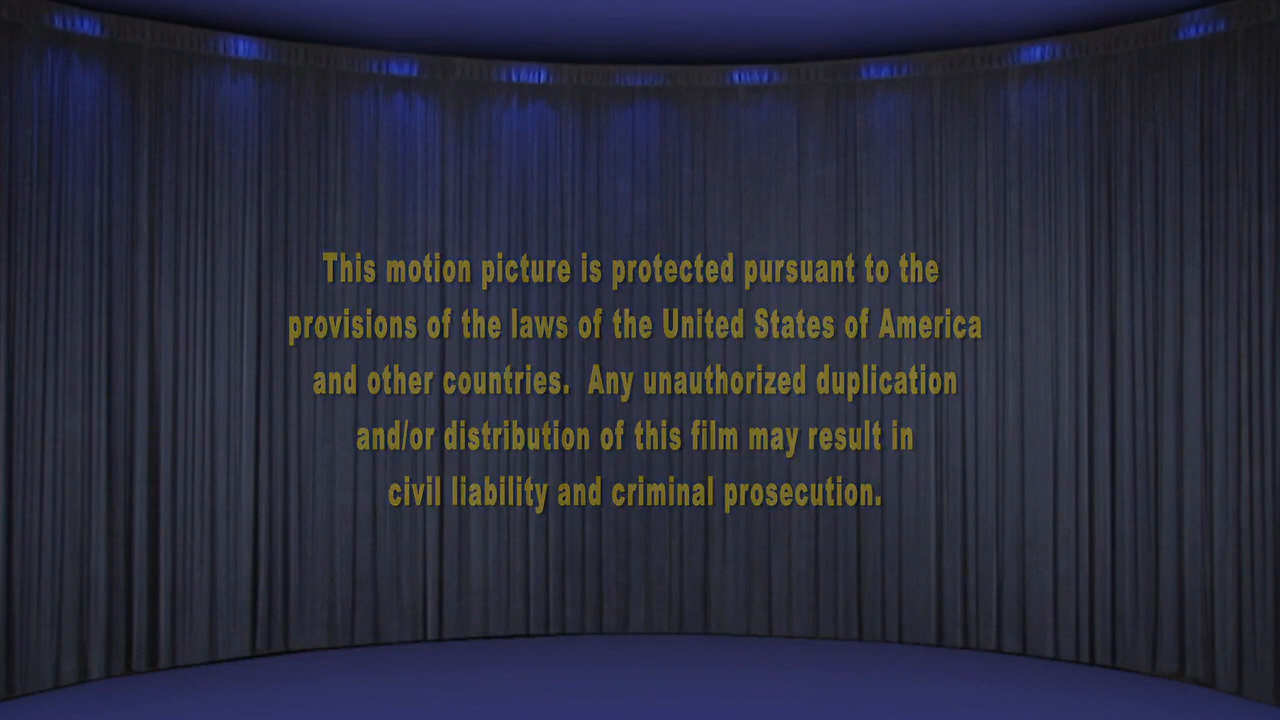 This motion picture is protected pursuant to the
provisions of the laws of the United States of America
and other countries.  Any unauthorized duplication
and/or distribution of this film may result in
civil liability and criminal prosecution.